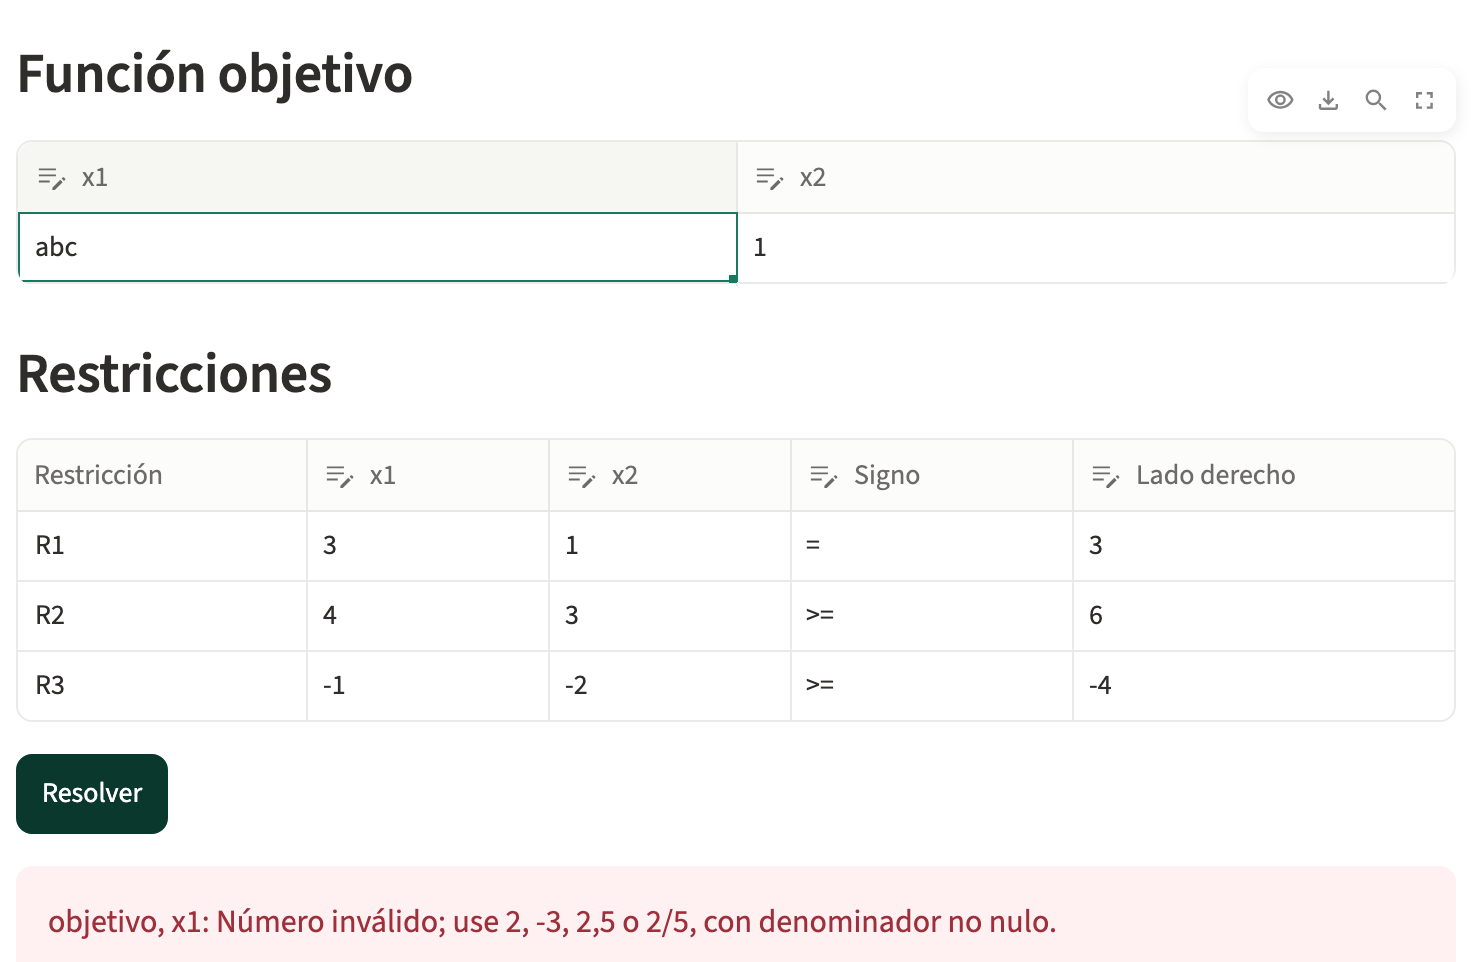 Función objetivo
x1 x2
abc 1
Restricciones
Restricción x1 x2 Signo Lado derecho
R1 3 1 = 3
R2 4 3 >= 6
R3 -1 -2 >= -4
Resolver
objetivo, x1: Número inválido; use 2, -3, 2,5 o 2/5, con denominador no nulo.